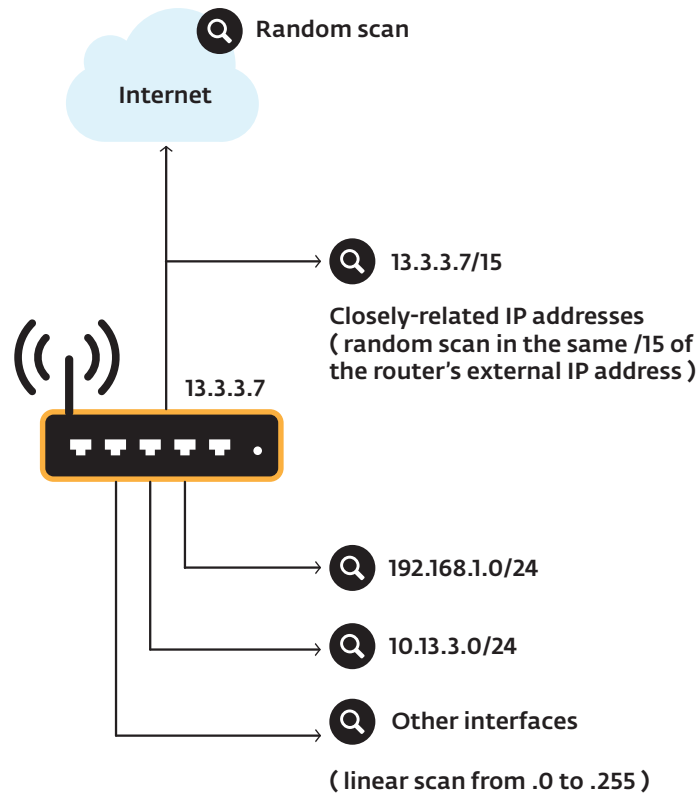 Random scan
Internet
13.3.3.7/15
Closely-related IP addresses
( random scan in the same /15 of
the router's external IP address )
13.3.3.7
192.168.1.0/24
10.13.3.0/24
Other interfaces
( linear scan from .0 to .255 )